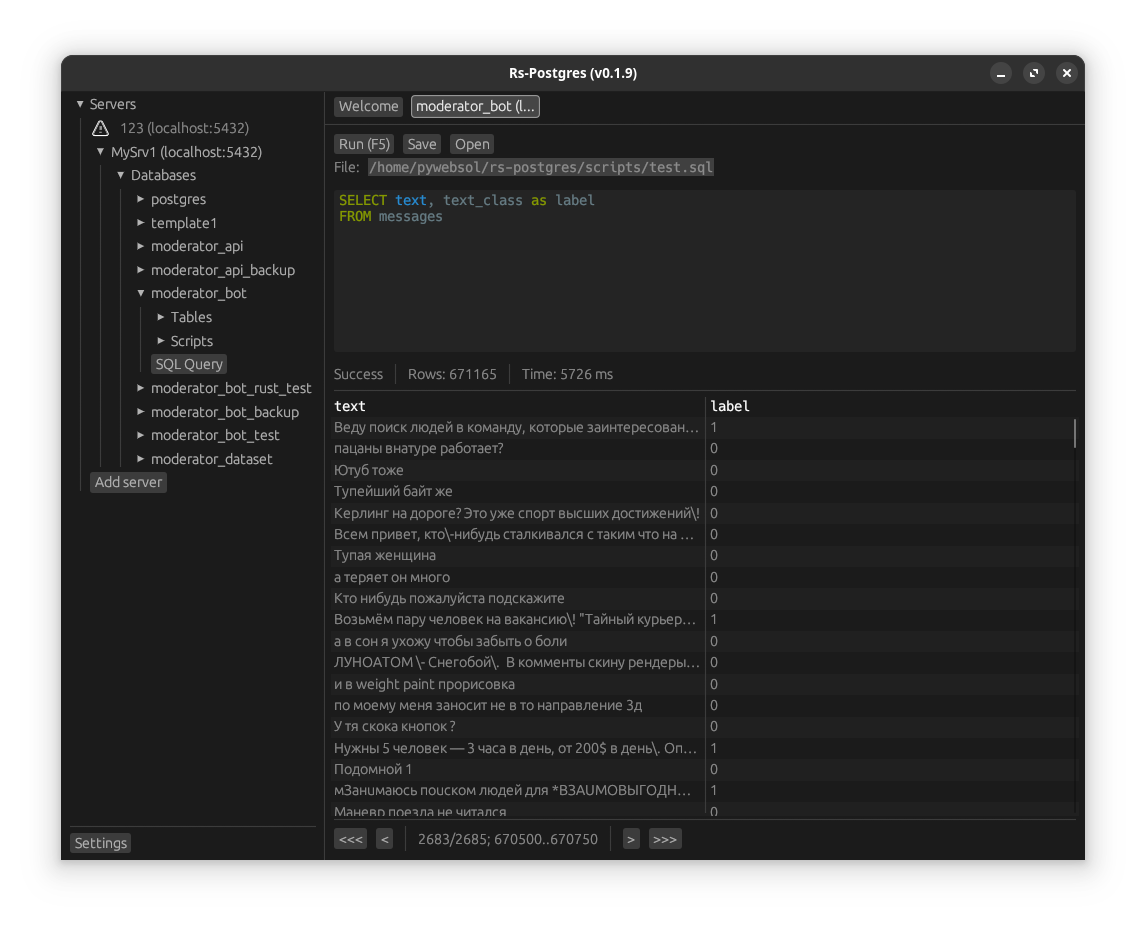 Rs-Postgres (v0.1.9)
Servers
123 (localhost:5432)
MySrv1 (localhost:5432)
Databases
postgres
template1
moderator_api
moderator_api_backup
moderator_bot
Tables
Scripts
SQL Query
moderator_bot_rust_test
moderator_bot_backup
moderator_bot_test
moderator_dataset
Add server
Settings
Welcome moderator_bot (l...
Run (F5) Save Open
File: /home/pywebsol/rs-postgres/scripts/test.sql
SELECT text, text_class as label
FROM messages
Success Rows: 671165 Time: 5726 ms
text label
Веду поиск людей в команду, которые заинтересован… 1
пацаны внатуре работает? 0
Ютуб тоже 0
Тупейший байт же 0
Керлинг на дороге? Это уже спорт высших достижений\! 0
Всем привет, кто\-нибудь сталкивался с таким что на … 0
Тупая женщина 0
а теряет он много 0
Кто нибудь пожалуйста подскажите 0
Возьмём пару человек на вакансию\! "Тайный курьер… 1
а в сон я ухожу чтобы забыть о боли 0
ЛУНОАТОМ \- Снегобой\.  В комменты скину рендеры… 0
и в weight paint прорисовка 0
по моему меня заносит не в то направление 3д 0
У тя скока кнопок ? 0
Нужны 5 человек — 3 часа в день, от 200$ в день\. Оп… 1
Подомной 1 0
мЗанuмаюсь поuском людей для *ВЗАUМОВЫГОДН… 1
Маневр поезда не читался 0
<<< < 2683/2685; 670500..670750 > >>>